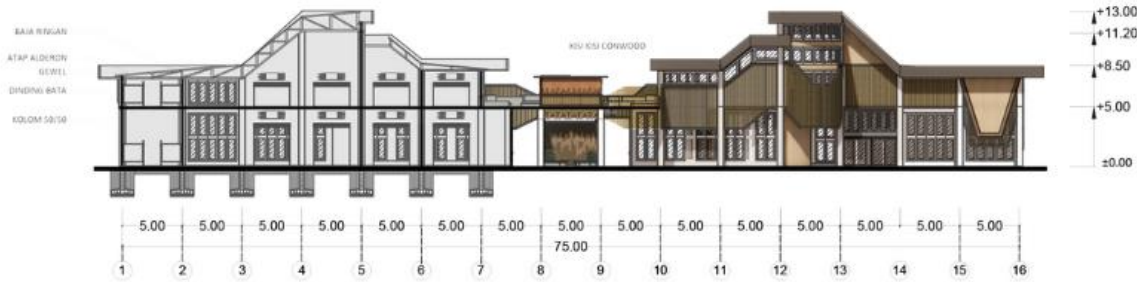 +13.00
+11.20
+8.50
+5.00
±0.00
BAJA RINGAN
ATAP ALDERON
GEWEL
DINDING BATA
KOLOM 50/50
KISI KISI CONWOOD
5.00 5.00 5.00 5.00 5.00 5.00 5.00 5.00 5.00 5.00 5.00 5.00 5.00 5.00 5.00
75.00
1 2 3 4 5 6 7 8 9 10 11 12 13 14 15 16